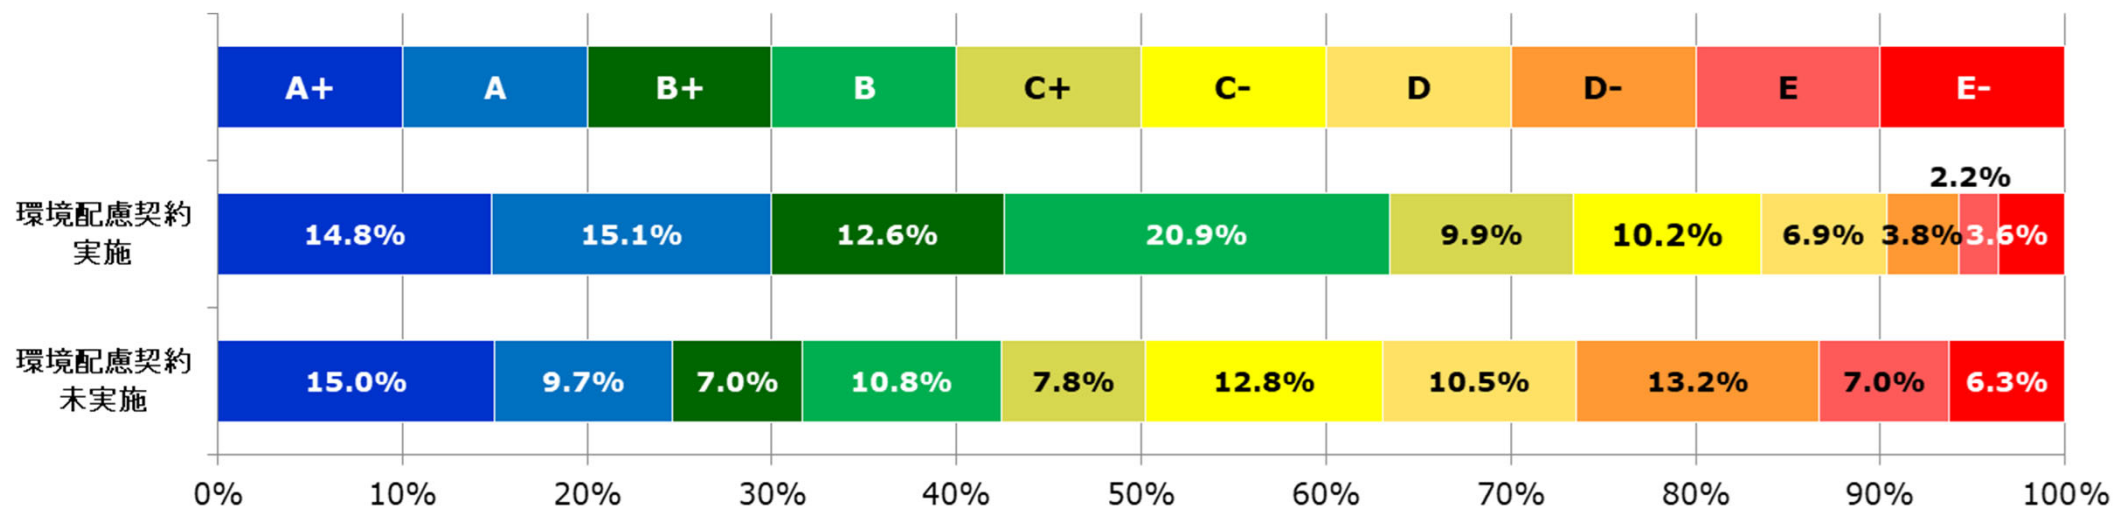 A+ A B+ B C+ C- D D- E E-
2.2%
環境配慮契約
実施
14.8% 15.1% 12.6% 20.9% 9.9% 10.2% 6.9% 3.8% 3.6%
環境配慮契約
未実施
15.0% 9.7% 7.0% 10.8% 7.8% 12.8% 10.5% 13.2% 7.0% 6.3%
0% 10% 20% 30% 40% 50% 60% 70% 80% 90% 100%